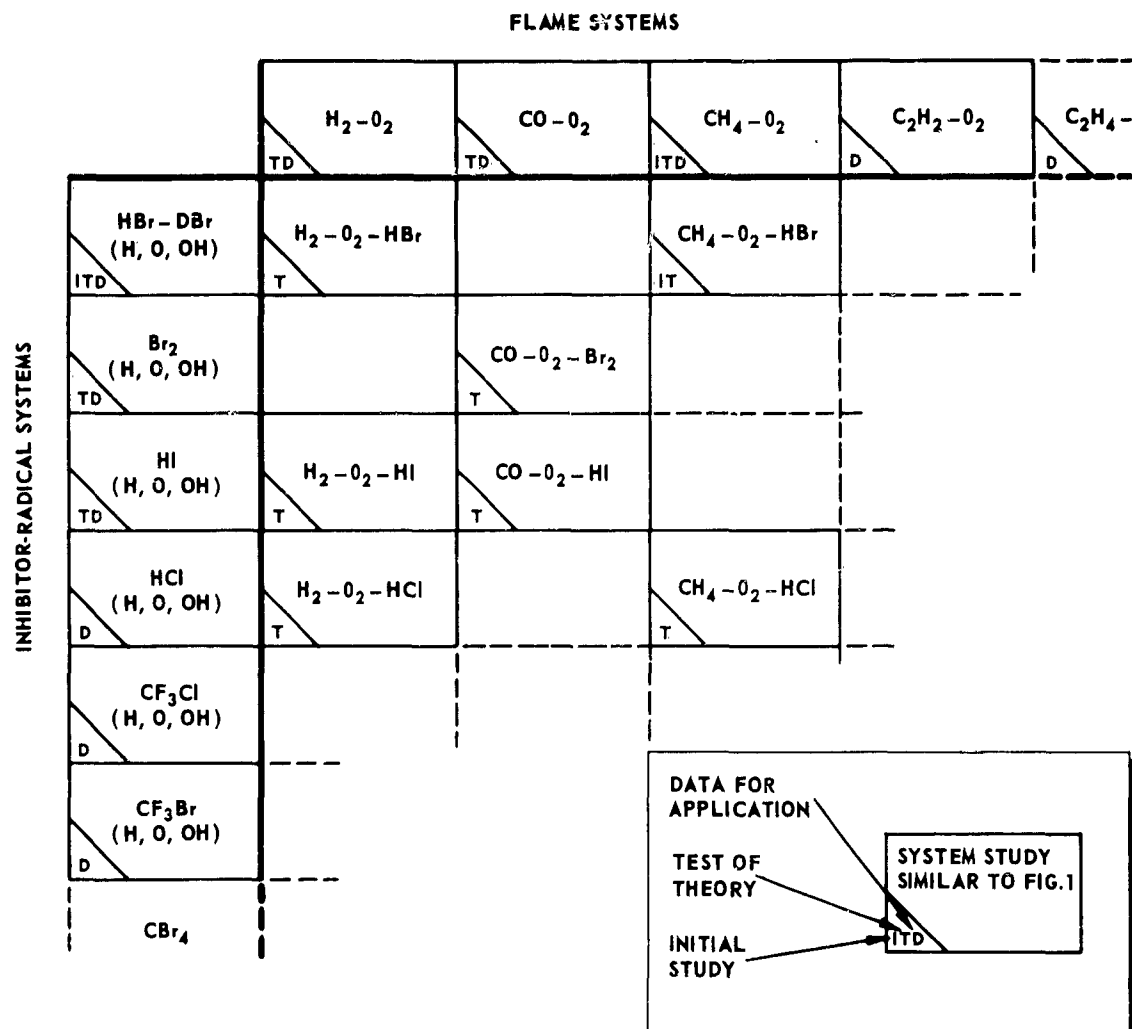 FLAME SYSTEMS
H₂-O₂
CO-O₂
CH₄-O₂
C₂H₂-O₂
C₂H₄-
TD
TD
ITD
D
D
INHIBITOR-RADICAL SYSTEMS
HBr-DBr
(H, O, OH)
ITD
H₂-O₂-HBr
T
CH₄-O₂-HBr
IT
Br₂
(H, O, OH)
TD
CO-O₂-Br₂
T
HI
(H, O, OH)
TD
H₂-O₂-HI
T
CO-O₂-HI
T
HCl
(H, O, OH)
D
H₂-O₂-HCl
T
CH₄-O₂-HCl
T
CF₃Cl
(H, O, OH)
D
CF₃Br
(H, O, OH)
D
CBr₄
DATA FOR
APPLICATION
TEST OF
THEORY
INITIAL
STUDY
SYSTEM STUDY
SIMILAR TO FIG.1
ITD